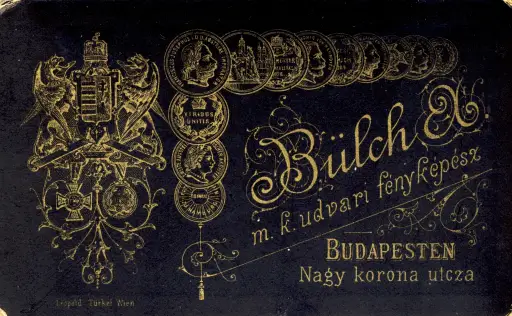 Bülch Á.
m. k. udvari fényképész
BUDAPESTEN
Nagy korona utcza
Leopold Türkel Wien